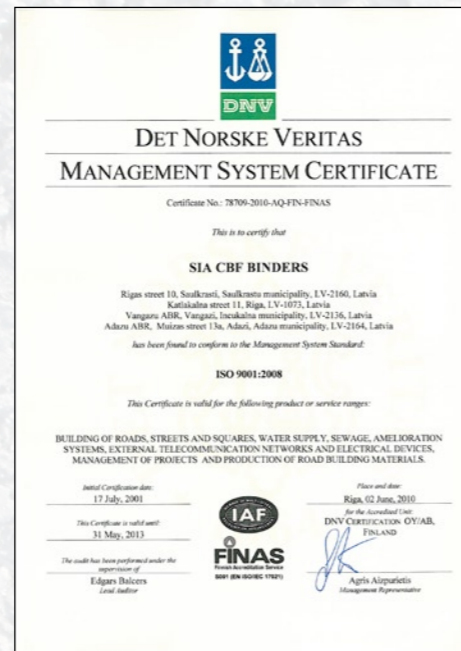 DNV
DET NORSKE VERITAS
MANAGEMENT SYSTEM CERTIFICATE
Certificate No.: 78709-2010-AQ-FIN-FINAS
This is to certify that
SIA CBF BINDERS
Rigas street 10, Saulkrasti, Saulkrastu municipality, LV-2160, Latvia
Katlakalna street 11, Riga, LV-1073, Latvia
Vangazu ABR, Vangazi, Incukalna municipality, LV-2136, Latvia
Adazu ABR, Muizas street 13a, Adazi, Adazu municipality, LV-2164, Latvia
has been found to conform to the Management System Standard:
ISO 9001:2008
This Certificate is valid for the following product or service ranges:
BUILDING OF ROADS, STREETS AND SQUARES, WATER SUPPLY, SEWAGE, AMELIORATION
SYSTEMS, EXTERNAL TELECOMMUNICATION NETWORKS AND ELECTRICAL DEVICES,
MANAGEMENT OF PROJECTS AND PRODUCTION OF ROAD BUILDING MATERIALS.
Initial Certification date:
17 July, 2001
This Certificate is valid until:
31 May, 2013
The audit has been performed under the
supervision of
Edgars Balcers
Lead Auditor
IAF
FINAS
Finnish Accreditation Service
S001 (EN ISO/IEC 17021)
Place and date:
Riga, 02 June, 2010
for the Accredited Unit:
DNV CERTIFICATION OY/AB,
FINLAND
Agris Aizpurietis
Management Representative